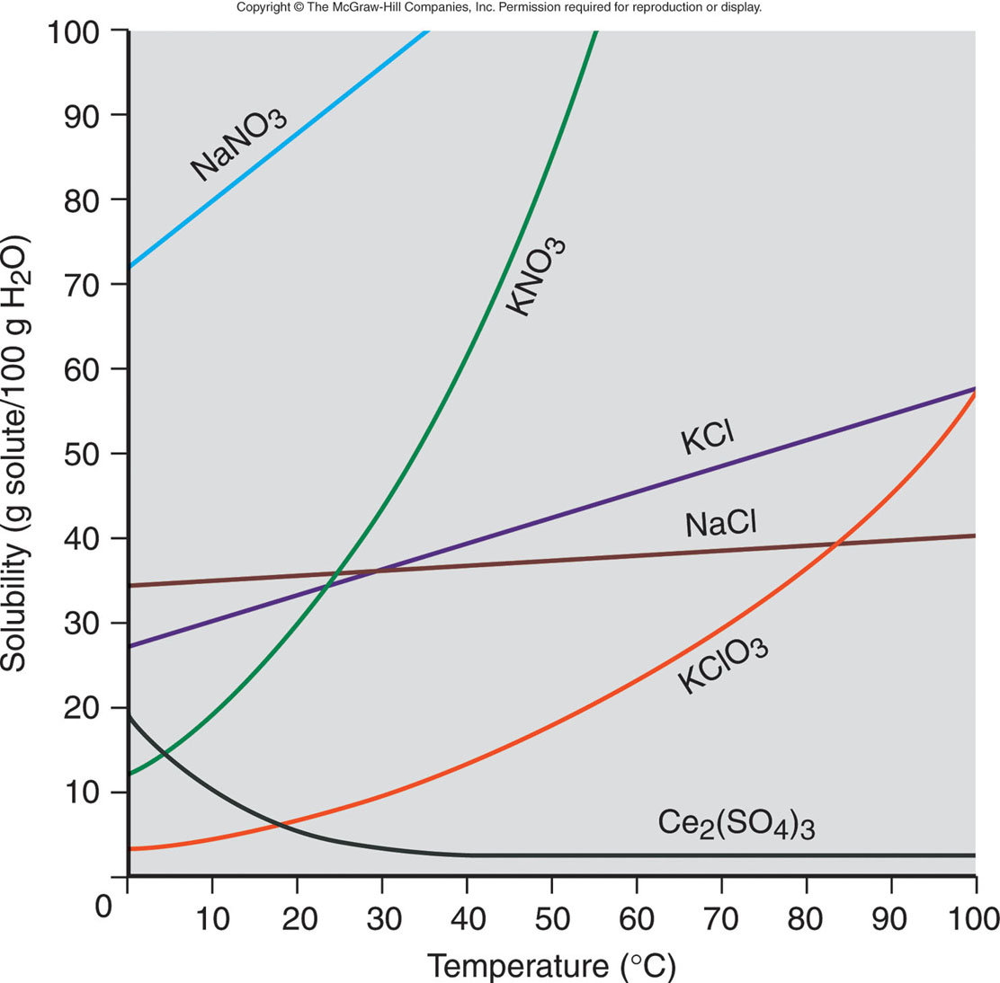 Copyright © The McGraw-Hill Companies, Inc. Permission required for reproduction or display.
Solubility (g solute/100 g H₂O)
100
90
80
70
60
50
40
30
20
10
0
NaNO₃
KNO₃
KCl
NaCl
KClO₃
Ce₂(SO₄)₃
10 20 30 40 50 60 70 80 90 100
Temperature (°C)